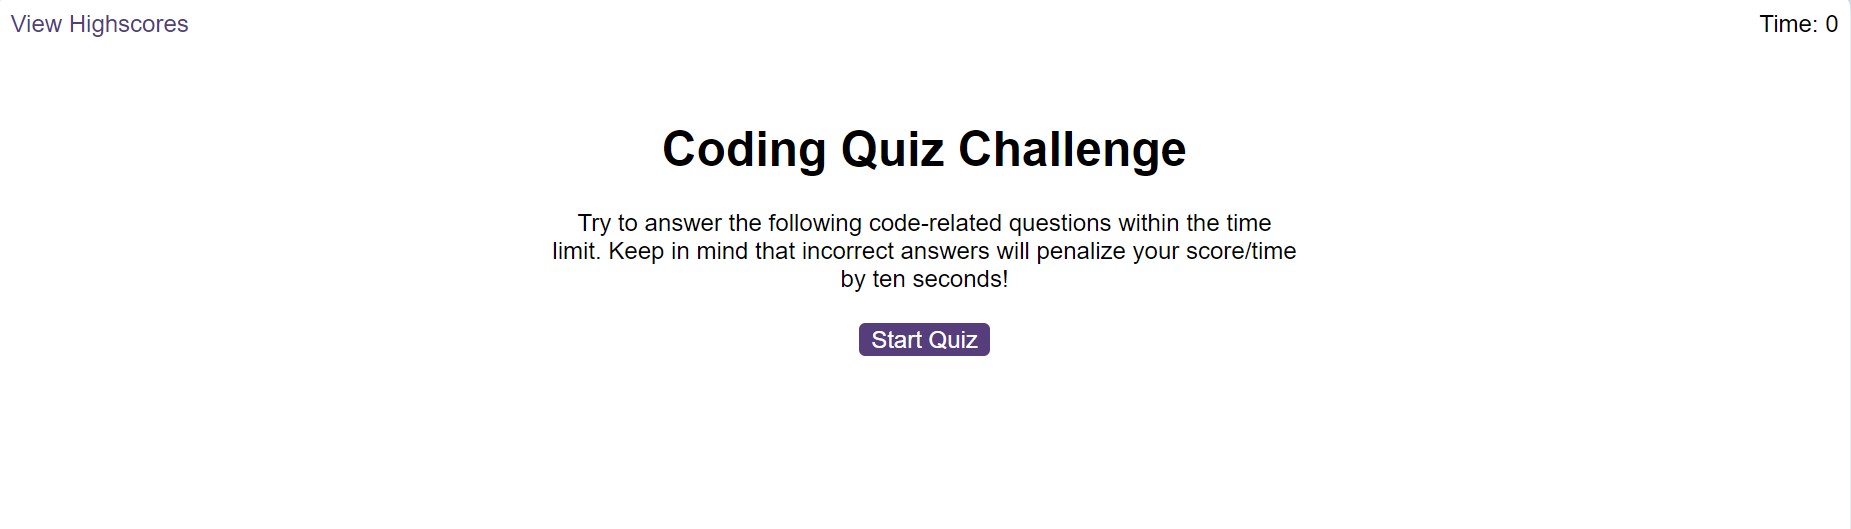 View Highscores
Time: 0
Coding Quiz Challenge
Try to answer the following code-related questions within the time
limit. Keep in mind that incorrect answers will penalize your score/time
by ten seconds!
Start Quiz